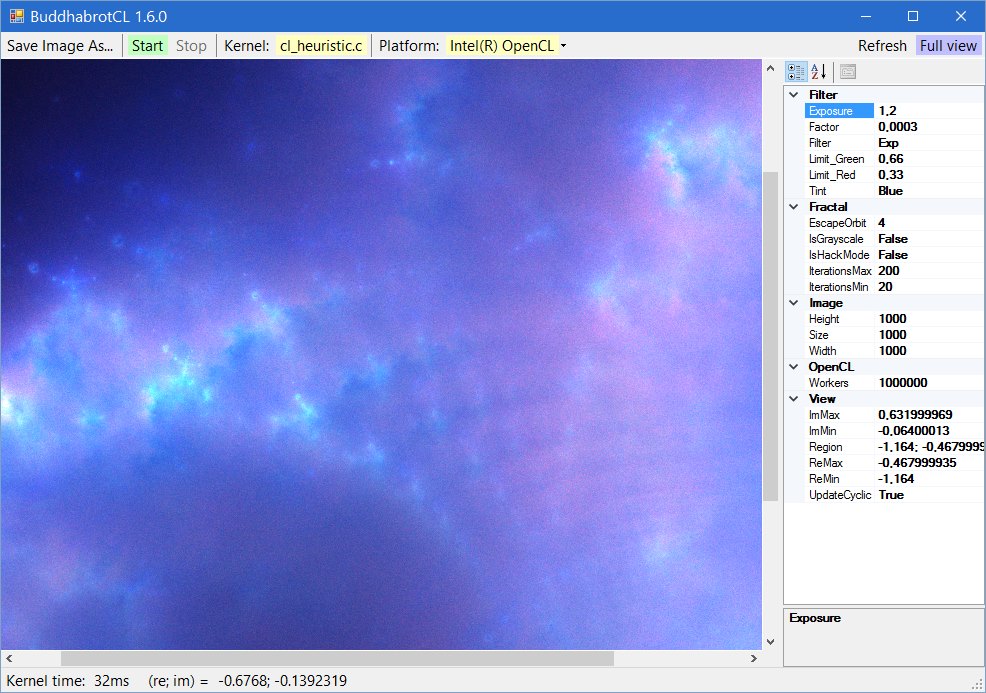 BuddhabrotCL 1.6.0
Save Image As... Start Stop Kernel: cl_heuristic.c Platform: Intel(R) OpenCL Refresh Full view
Filter
Exposure 1,2
Factor 0,0003
Filter Exp
Limit_Green 0,66
Limit_Red 0,33
Tint Blue
Fractal
EscapeOrbit 4
IsGrayscale False
IsHackMode False
IterationsMax 200
IterationsMin 20
Image
Height 1000
Size 1000
Width 1000
OpenCL
Workers 1000000
View
ImMax 0,631999969
ImMin -0,06400013
Region -1,164; -0,4679999
ReMax -0,467999935
ReMin -1,164
UpdateCyclic True
Exposure
Kernel time: 32ms (re; im) = -0.6768; -0.1392319